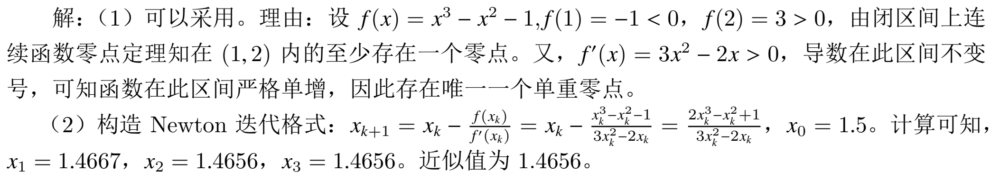 解：（1）可以采用。理由：设 f(x) = x³ − x² − 1,f(1) = −1 < 0，f(2) = 3 > 0，由闭区间上连
续函数零点定理知在 (1, 2) 内的至少存在一个零点。又，f′(x) = 3x² − 2x > 0，导数在此区间不变
号，可知函数在此区间严格单增，因此存在唯一一个单重零点。
（2）构造 Newton 迭代格式：$x_{k+1} = x_k - \frac{f(x_k)}{f'(x_k)} = x_k - \frac{x_k^3-x_k^2-1}{3x_k^2-2x_k} = \frac{2x_k^3-x_k^2+1}{3x_k^2-2x_k}$，$x_0 = 1.5$。计算可知，
$x_1 = 1.4667$，$x_2 = 1.4656$，$x_3 = 1.4656$。近似值为 1.4656。